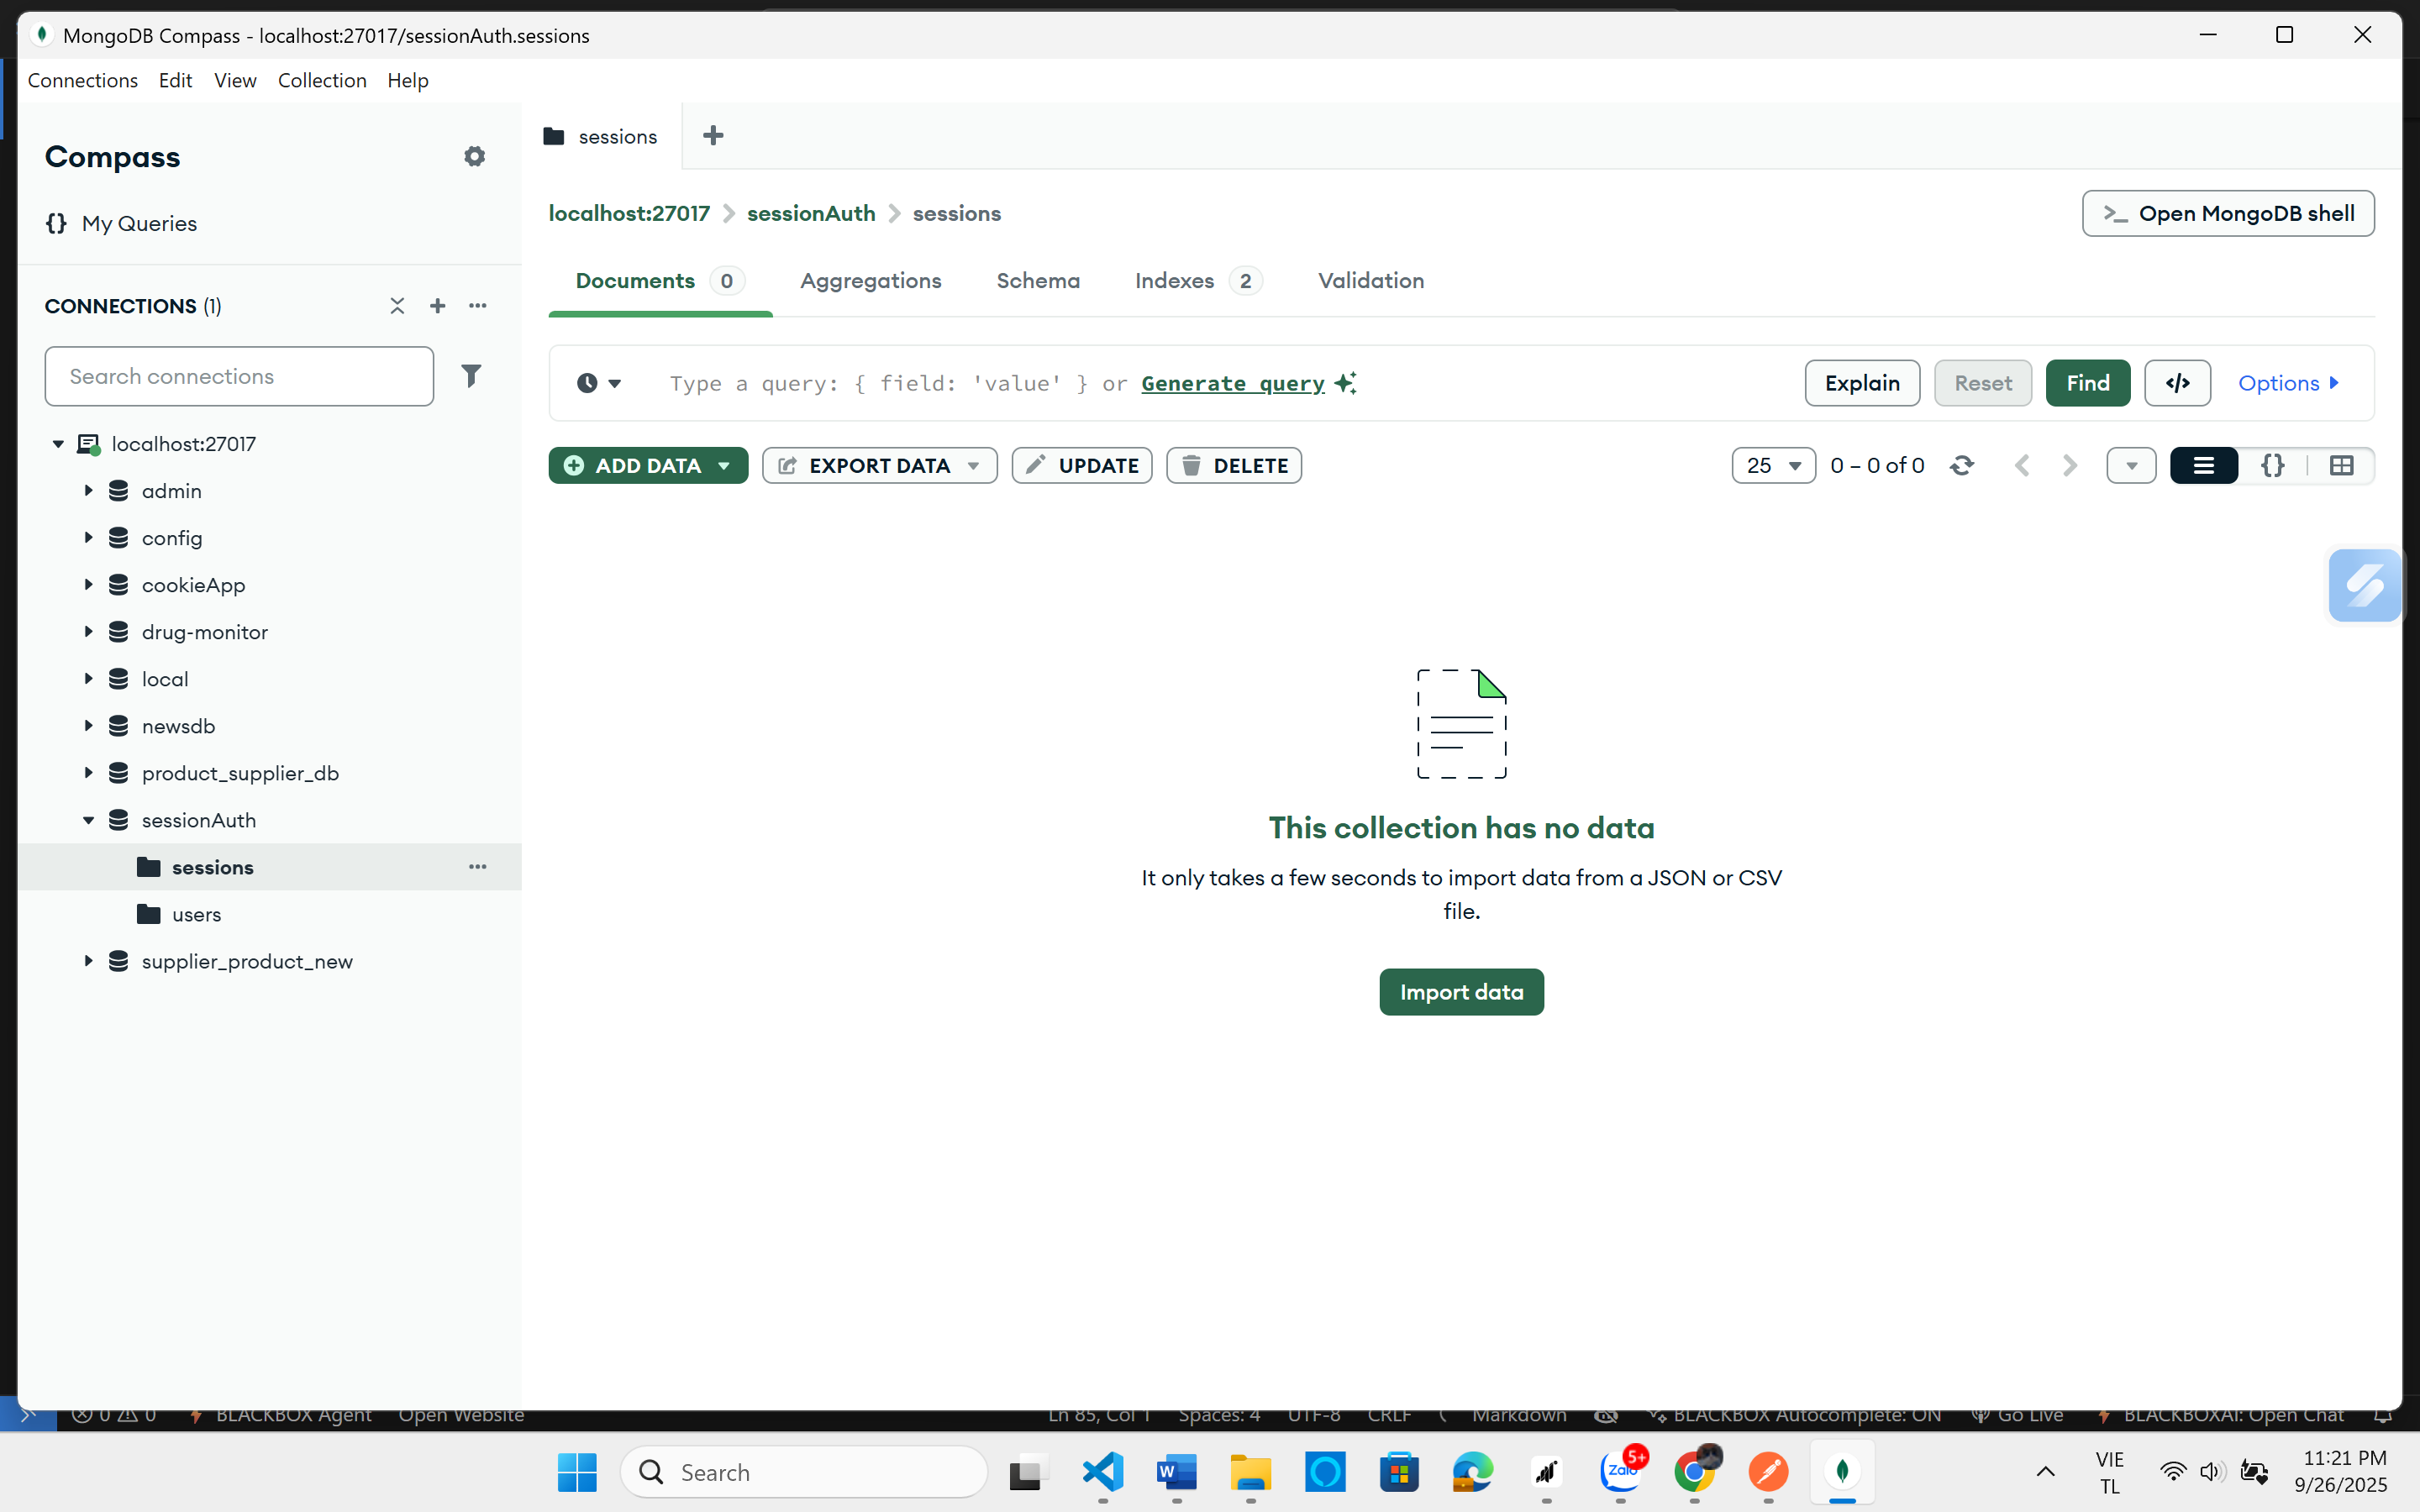 MongoDB Compass - localhost:27017/sessionAuth.sessions
Connections Edit View Collection Help
Compass
{} My Queries
CONNECTIONS (1)
Search connections
localhost:27017
admin
config
cookieApp
drug-monitor
local
newsdb
product_supplier_db
sessionAuth
sessions
users
supplier_product_new
sessions
localhost:27017 > sessionAuth > sessions
>_ Open MongoDB shell
Documents 0 Aggregations Schema Indexes 2 Validation
Type a query: { field: 'value' } or Generate query
Explain Reset Find </> Options
ADD DATA EXPORT DATA UPDATE DELETE
25 0 – 0 of 0 {}
This collection has no data
It only takes a few seconds to import data from a JSON or CSV
file.
Import data
0 0 BLACKBOX Agent Open Website Ln 85, Col 1 Spaces: 4 UTF-8 CRLF Markdown BLACKBOX Autocomplete: ON Go Live BLACKBOXAI: Open Chat
Search
W
Zalo
5+
VIE
TL
11:21 PM
9/26/2025